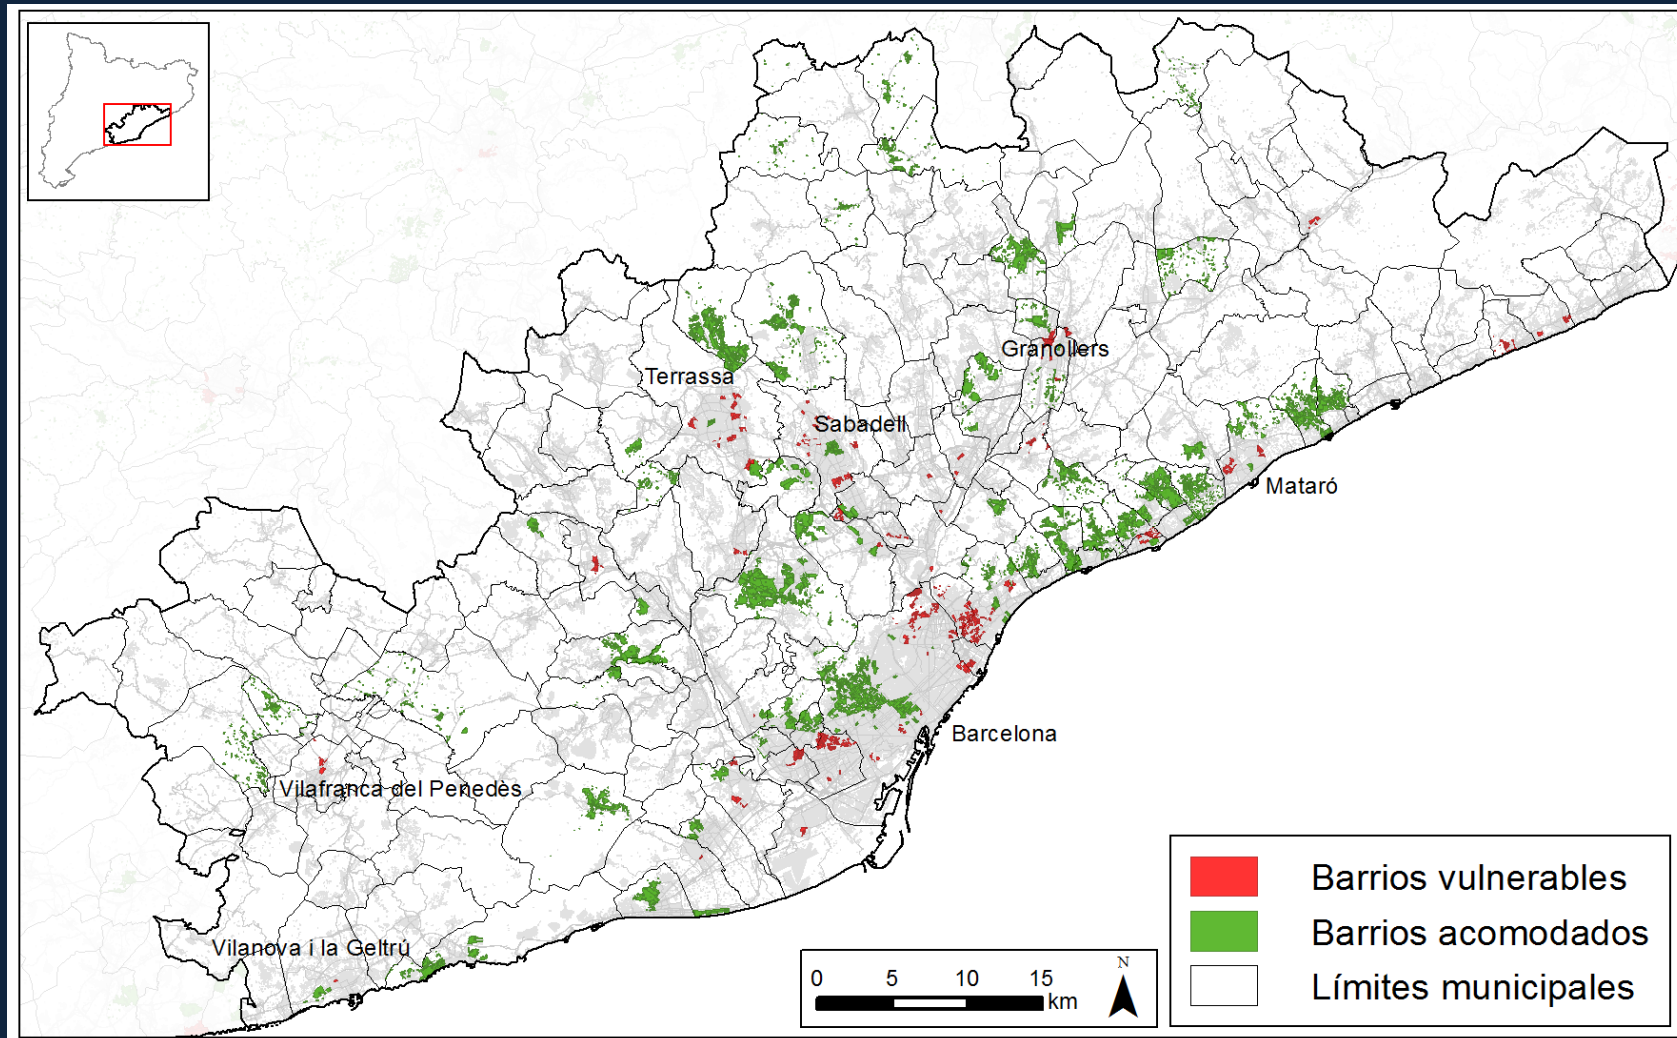 Granollers
Terrassa
Sabadell
Mataró
Barcelona
Vilafranca del Penedès
Vilanova i la Geltrú
0 5 10 15
km
N
Barrios vulnerables
Barrios acomodados
Límites municipales